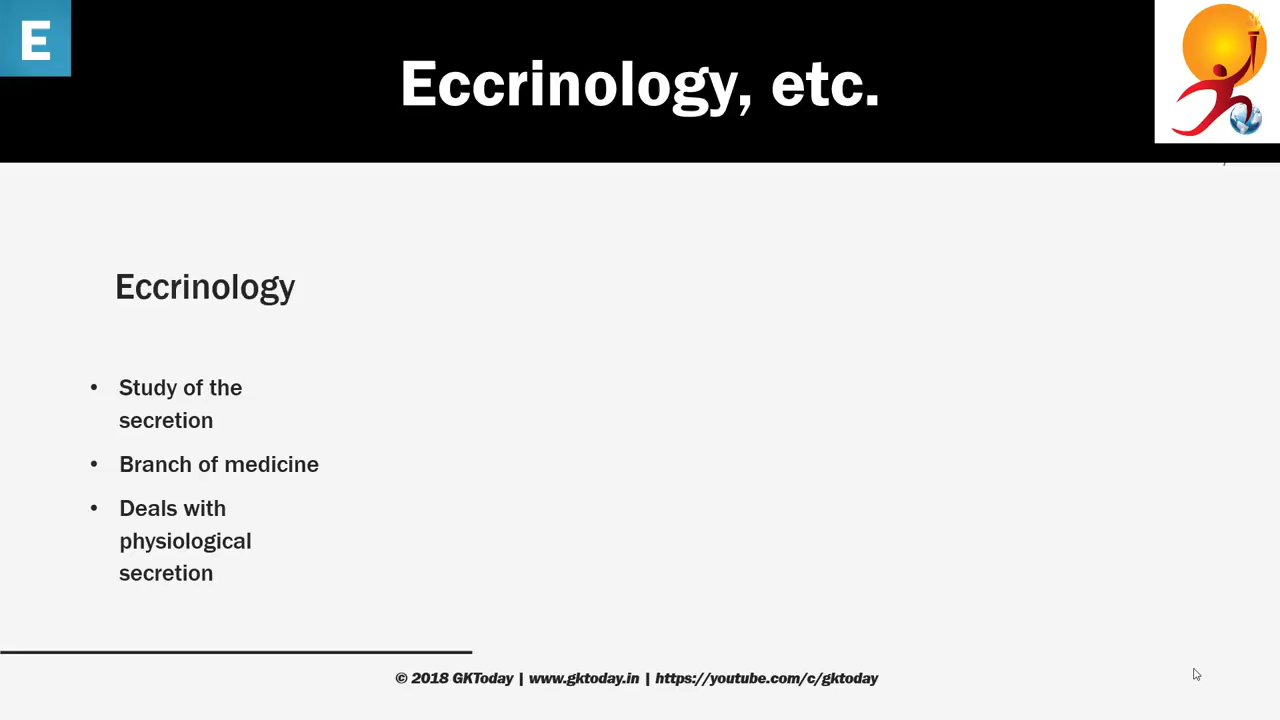 E
Eccrinology, etc.
Eccrinology
• Study of the
secretion
• Branch of medicine
• Deals with
physiological
secretion
© 2018 GKToday | www.gktoday.in | https://youtube.com/c/gktoday